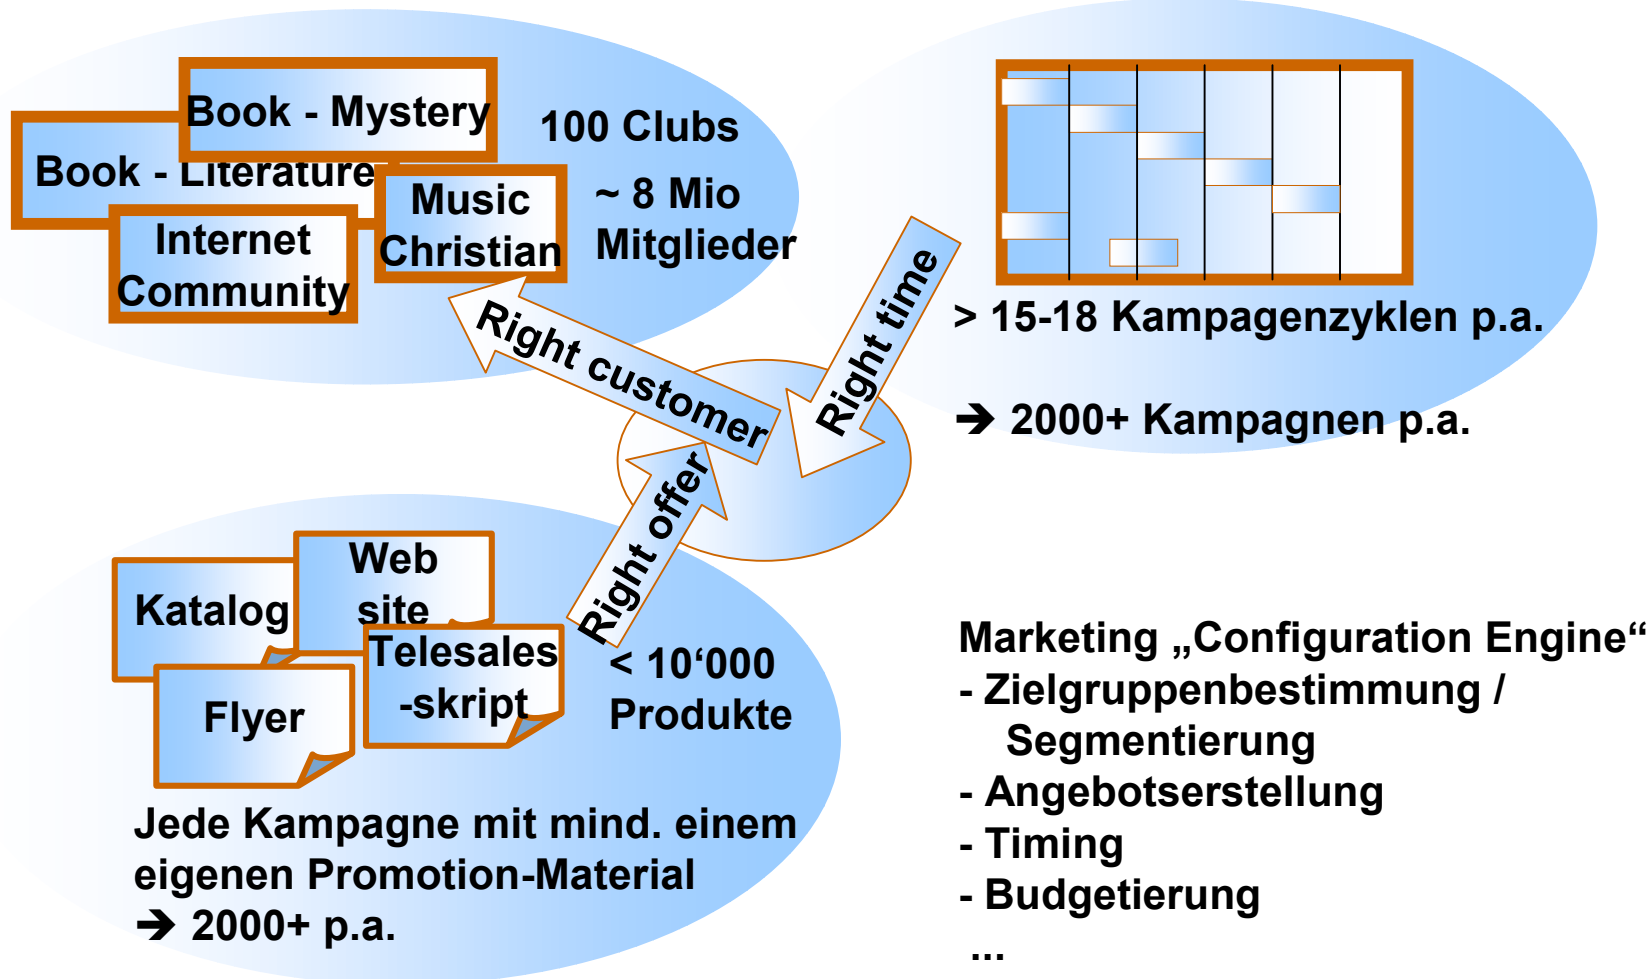 Book - Mystery
Book - Literature
Music
Christian
Internet
Community
100 Clubs
~ 8 Mio
Mitglieder
Right customer
Right time
Right offer
> 15-18 Kampagenzyklen p.a.
➔ 2000+ Kampagnen p.a.
Katalog
Web
site
Telesales
-skript
Flyer
< 10‘000
Produkte
Jede Kampagne mit mind. einem
eigenen Promotion-Material
➔ 2000+ p.a.
Marketing „Configuration Engine“
- Zielgruppenbestimmung /
Segmentierung
- Angebotserstellung
- Timing
- Budgetierung
...